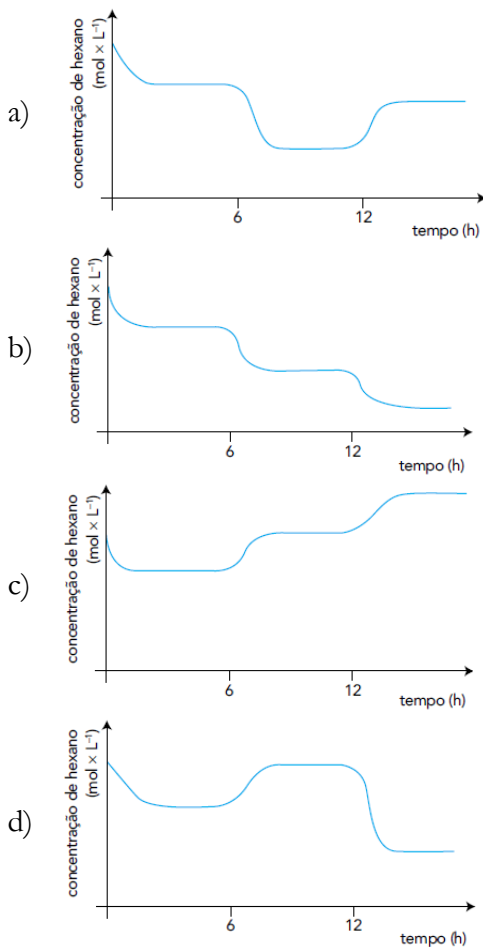 a)
concentração de hexano
(mol × L⁻¹)
6
12
tempo (h)
b)
concentração de hexano
(mol × L⁻¹)
6
12
tempo (h)
c)
concentração de hexano
(mol × L⁻¹)
6
12
tempo (h)
d)
concentração de hexano
(mol × L⁻¹)
6
12
tempo (h)